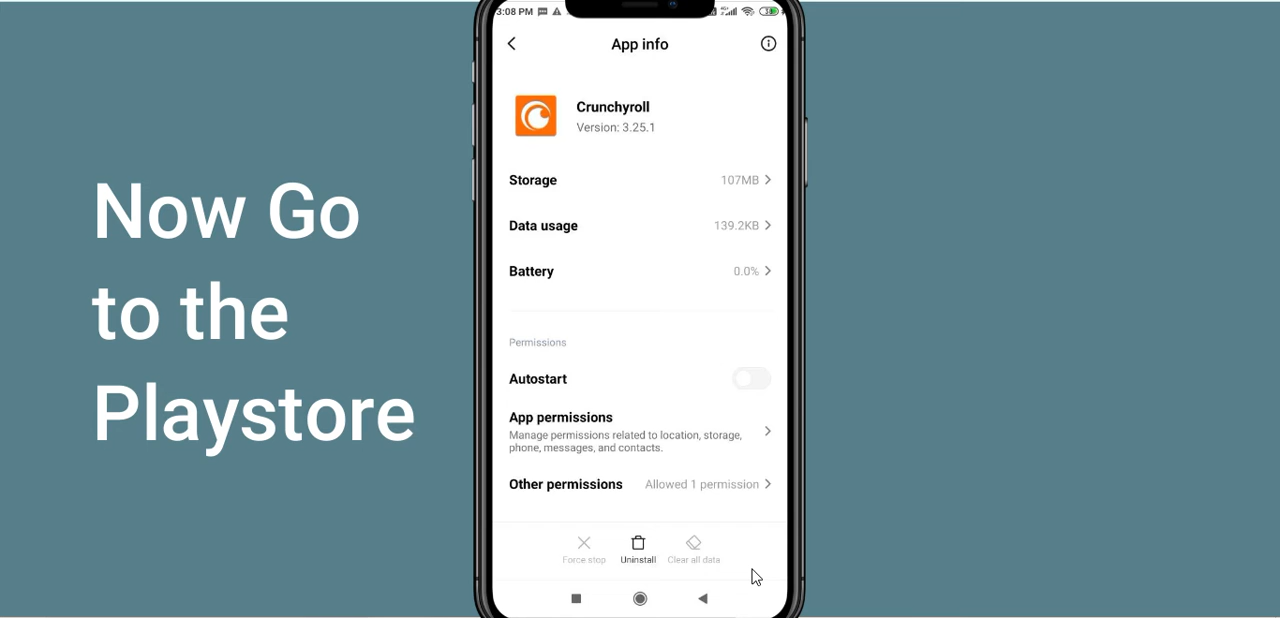 3:08 PM
App info
Crunchyroll
Version: 3.25.1
Storage 107MB
Data usage 139.2KB
Battery 0.0%
Permissions
Autostart
App permissions
Manage permissions related to location, storage,
phone, messages, and contacts.
Other permissions Allowed 1 permission
Force stop Uninstall Clear all data
Now Go
to the
Playstore